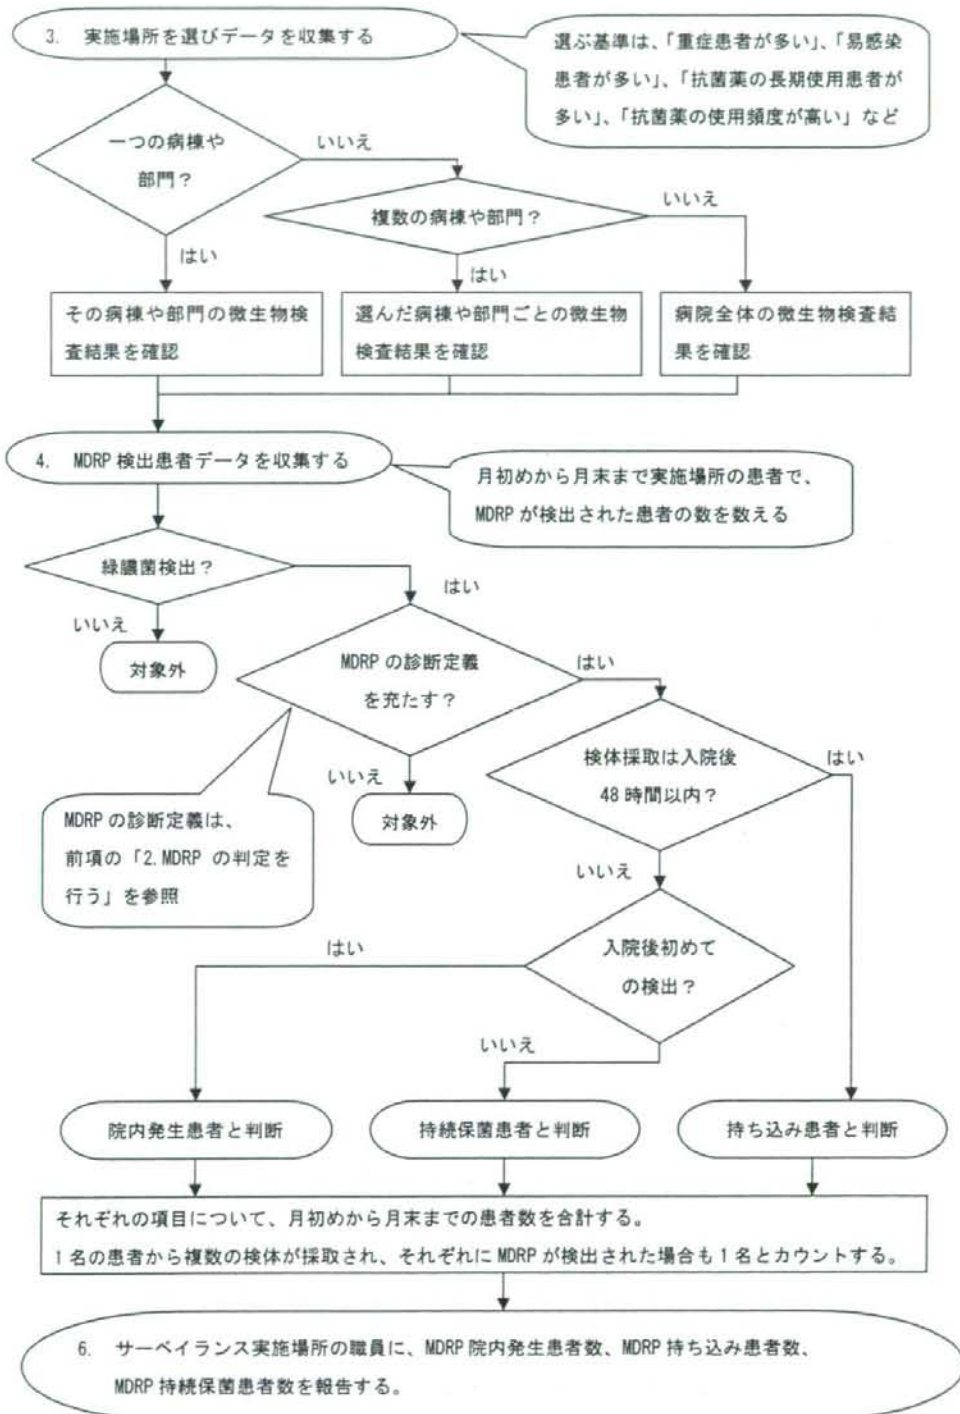 3. 実施場所を選びデータを収集する
選ぶ基準は、「重症患者が多い」、「易感染
患者が多い」、「抗菌薬の長期使用患者が
多い」、「抗菌薬の使用頻度が高い」など
一つの病棟や
部門？
いいえ
複数の病棟や部門？
いいえ
はい
はい
その病棟や部門の微生物検
査結果を確認
選んだ病棟や部門ごとの微生物
検査結果を確認
病院全体の微生物検査結
果を確認
4. MDRP 検出患者データを収集する
月初めから月末まで実施場所の患者で、
MDRP が検出された患者の数を数える
緑膿菌検出？
はい
いいえ
対象外
MDRP の診断定義
を充たす？
はい
いいえ
対象外
MDRP の診断定義は、
前項の「2.MDRP の判定を
行う」を参照
検体採取は入院後
48 時間以内？
はい
いいえ
入院後初めて
の検出？
はい
いいえ
院内発生患者と判断
持続保菌患者と判断
持ち込み患者と判断
それぞれの項目について、月初めから月末までの患者数を合計する。
1 名の患者から複数の検体が採取され、それぞれに MDRP が検出された場合も 1 名とカウントする。
6. サーベイランス実施場所の職員に、MDRP 院内発生患者数、MDRP 持ち込み患者数、
MDRP 持続保菌患者数を報告する。